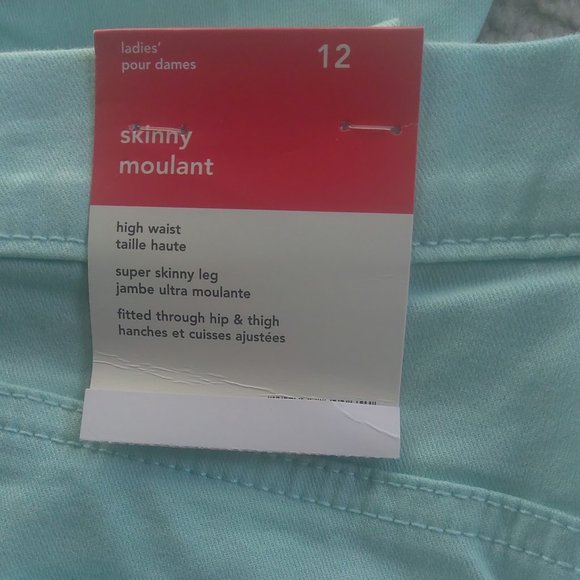 ladies'
pour dames
12
skinny
moulant
high waist
taille haute
super skinny leg
jambe ultra moulante
fitted through hip & thigh
hanches et cuisses ajustées